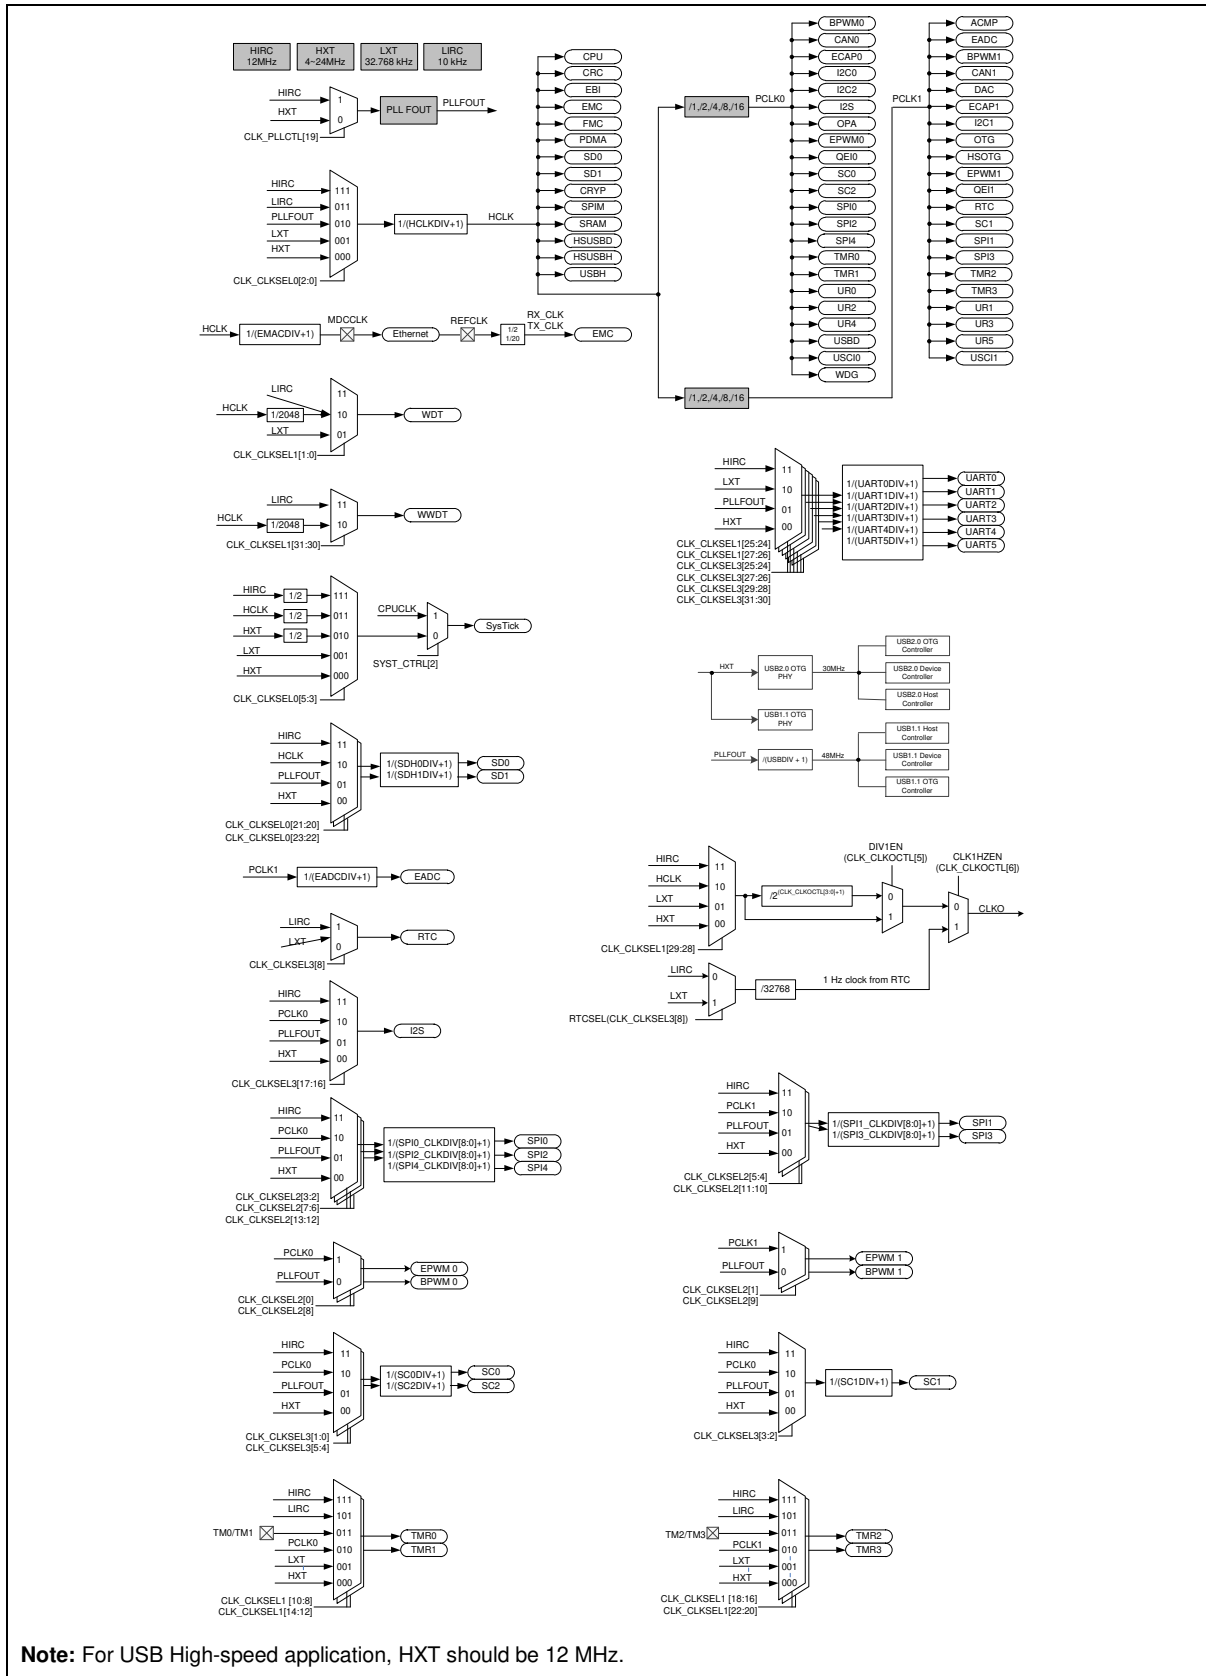 HIRC
12MHz
HXT
4~24MHz
LXT
32.768 kHz
LIRC
10 kHz
HIRC
HXT
1
0
CLK_PLLCTL[19]
PLL FOUT
PLLFOUT
HIRC
LIRC
PLLFOUT
LXT
HXT
111
011
010
001
000
CLK_CLKSEL0[2:0]
1/(HCLKDIV+1)
HCLK
CPU
CRC
EBI
EMC
FMC
PDMA
SD0
SD1
CRYP
SPIM
SRAM
HSUSBD
HSUSBH
USBH
/1,/2,/4,/8,/16
PCLK0
BPWM0
CAN0
ECAP0
I2C0
I2C2
I2S
OPA
EPWM0
QEI0
SC0
SC2
SPI0
SPI2
SPI4
TMR0
TMR1
UR0
UR2
UR4
USBD
USCI0
WDG
/1,/2,/4,/8,/16
PCLK1
ACMP
EADC
BPWM1
CAN1
DAC
ECAP1
I2C1
OTG
HSOTG
EPWM1
QEI1
RTC
SC1
SPI1
SPI3
TMR2
TMR3
UR1
UR3
UR5
USCI1
HCLK
1/(EMACDIV+1)
MDCCLK
Ethernet
REFCLK
1/2
1/20
RX_CLK
TX_CLK
EMC
LIRC
HCLK
1/2048
LXT
11
10
01
CLK_CLKSEL1[1:0]
WDT
LIRC
HCLK
1/2048
11
10
CLK_CLKSEL1[31:30]
WWDT
HIRC
1/2
HCLK
1/2
HXT
1/2
LXT
HXT
111
011
010
001
000
CLK_CLKSEL0[5:3]
CPUCLK
1
0
SYST_CTRL[2]
SysTick
HIRC
LXT
PLLFOUT
HXT
11
10
01
00
CLK_CLKSEL1[25:24]
CLK_CLKSEL1[27:26]
CLK_CLKSEL3[25:24]
CLK_CLKSEL3[27:26]
CLK_CLKSEL3[29:28]
CLK_CLKSEL3[31:30]
1/(UART0DIV+1)
1/(UART1DIV+1)
1/(UART2DIV+1)
1/(UART3DIV+1)
1/(UART4DIV+1)
1/(UART5DIV+1)
UART0
UART1
UART2
UART3
UART4
UART5
HXT
USB2.0 OTG
PHY
30MHz
USB2.0 OTG
Controller
USB2.0 Device
Controller
USB2.0 Host
Controller
USB1.1 OTG
PHY
PLLFOUT
/(USBDIV + 1)
48MHz
USB1.1 Host
Controller
USB1.1 Device
Controller
USB1.1 OTG
Controller
HIRC
HCLK
PLLFOUT
HXT
11
10
01
00
CLK_CLKSEL0[21:20]
CLK_CLKSEL0[23:22]
1/(SDH0DIV+1)
1/(SDH1DIV+1)
SD0
SD1
PCLK1
1/(EADCDIV+1)
EADC
LIRC
LXT
1
0
CLK_CLKSEL3[8]
RTC
HIRC
HCLK
LXT
HXT
11
10
01
00
CLK_CLKSEL1[29:28]
/2(CLK_CLKOCTL[3:0]+1)
DIV1EN
(CLK_CLKOCTL[5])
0
1
CLK1HZEN
(CLK_CLKOCTL[6])
0
1
CLKO
LIRC
LXT
0
1
RTCSEL(CLK_CLKSEL3[8])
/32768
1 Hz clock from RTC
HIRC
PCLK0
PLLFOUT
HXT
11
10
01
00
CLK_CLKSEL3[17:16]
I2S
HIRC
PCLK0
PLLFOUT
HXT
11
10
01
00
CLK_CLKSEL2[3:2]
CLK_CLKSEL2[7:6]
CLK_CLKSEL2[13:12]
1/(SPI0_CLKDIV[8:0]+1)
1/(SPI2_CLKDIV[8:0]+1)
1/(SPI4_CLKDIV[8:0]+1)
SPI0
SPI2
SPI4
HIRC
PCLK1
PLLFOUT
HXT
11
10
01
00
CLK_CLKSEL2[5:4]
CLK_CLKSEL2[11:10]
1/(SPI1_CLKDIV[8:0]+1)
1/(SPI3_CLKDIV[8:0]+1)
SPI1
SPI3
PCLK0
PLLFOUT
1
0
CLK_CLKSEL2[0]
CLK_CLKSEL2[8]
EPWM 0
BPWM 0
PCLK1
PLLFOUT
1
0
CLK_CLKSEL2[1]
CLK_CLKSEL2[9]
EPWM 1
BPWM 1
HIRC
PCLK0
PLLFOUT
HXT
11
10
01
00
CLK_CLKSEL3[1:0]
CLK_CLKSEL3[5:4]
1/(SC0DIV+1)
1/(SC2DIV+1)
SC0
SC2
HIRC
PCLK0
PLLFOUT
HXT
11
10
01
00
CLK_CLKSEL3[3:2]
1/(SC1DIV+1)
SC1
HIRC
LIRC
TM0/TM1
PCLK0
LXT
HXT
111
101
011
010
001
000
CLK_CLKSEL1 [10:8]
CLK_CLKSEL1[14:12]
TMR0
TMR1
HIRC
LIRC
TM2/TM3
PCLK1
LXT
HXT
111
101
011
010
001
000
CLK_CLKSEL1 [18:16]
CLK_CLKSEL1[22:20]
TMR2
TMR3
Note: For USB High-speed application, HXT should be 12 MHz.